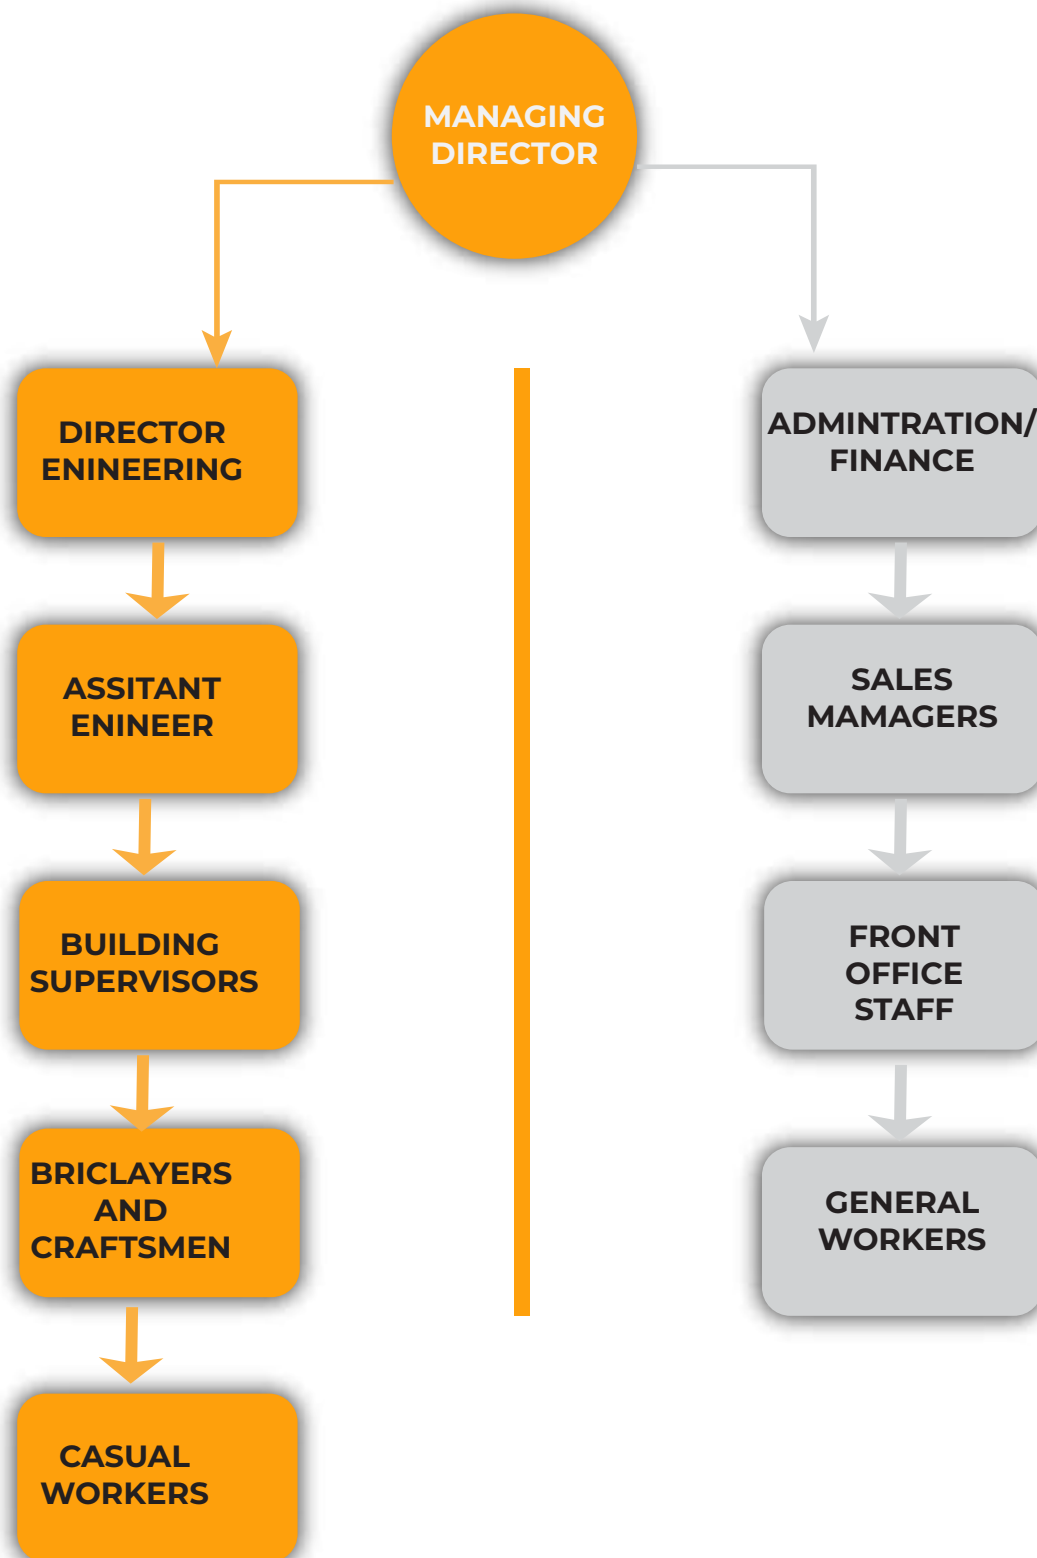 MANAGING
DIRECTOR
DIRECTOR
ENINEERING
ASSITANT
ENINEER
BUILDING
SUPERVISORS
BRICLAYERS
AND
CRAFTSMEN
CASUAL
WORKERS
ADMINTRATION/
FINANCE
SALES
MAMAGERS
FRONT
OFFICE
STAFF
GENERAL
WORKERS